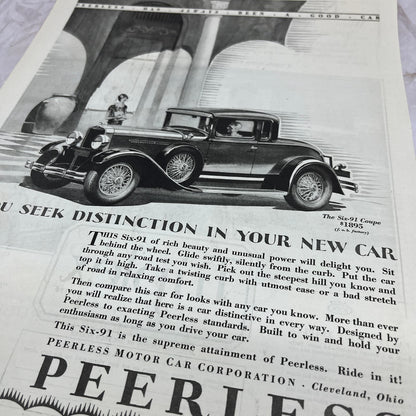 PEERLESS HAS ALWAYS BEEN A GOOD CAR
The Six-91 Coupe
$1895
(f. o. b. factory)
U SEEK DISTINCTION IN YOUR NEW CAR
THIS Six-91 of rich beauty and unusual power will delight you. Sit
behind the wheel. Glide swiftly, silently from the curb. Put the car
through any road test you wish. Pick out the steepest hill you know and
top it in high. Take a twisting curb with utmost ease or a bad stretch
of road in relaxing comfort.
Then compare this car for looks with any car you know. More than ever
you will realize that here is a car distinctive in every way. Designed by
Peerless to exacting Peerless standards. Built to win and hold your
enthusiasm as long as you drive your car.
This Six-91 is the supreme attainment of Peerless. Ride in it!
PEERLESS MOTOR CAR CORPORATION · Cleveland, Ohio
PEERLESS